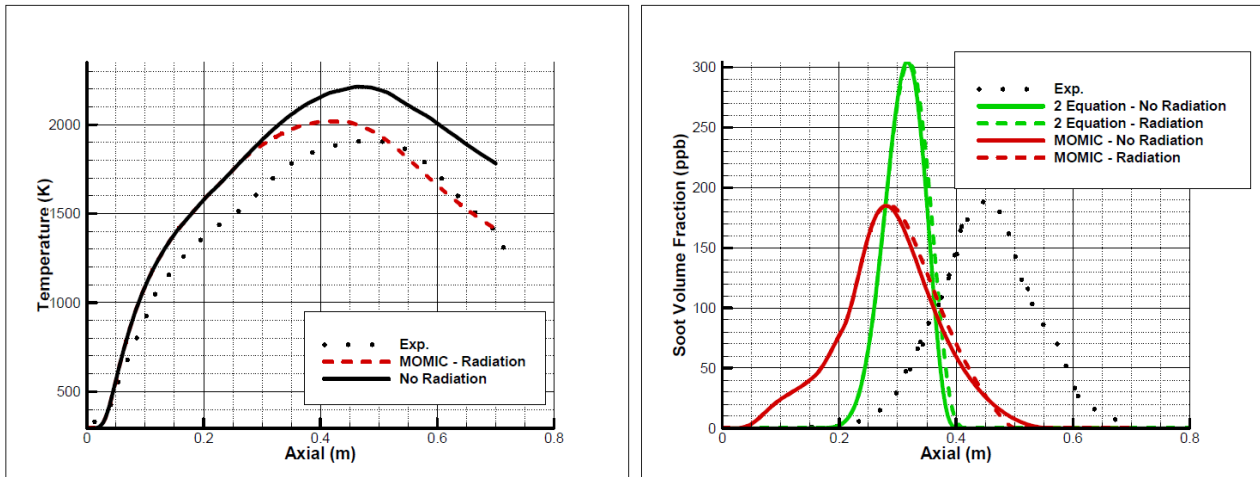 Temperature (K)
2000
1500
1000
500
0
0.2
0.4
0.6
0.8
Axial (m)
Exp.
MOMIC - Radiation
No Radiation
Soot Volume Fraction (ppb)
300
250
200
150
100
50
0
0
0.2
0.4
0.6
0.8
Axial (m)
Exp.
2 Equation - No Radiation
2 Equation - Radiation
MOMIC - No Radiation
MOMIC - Radiation